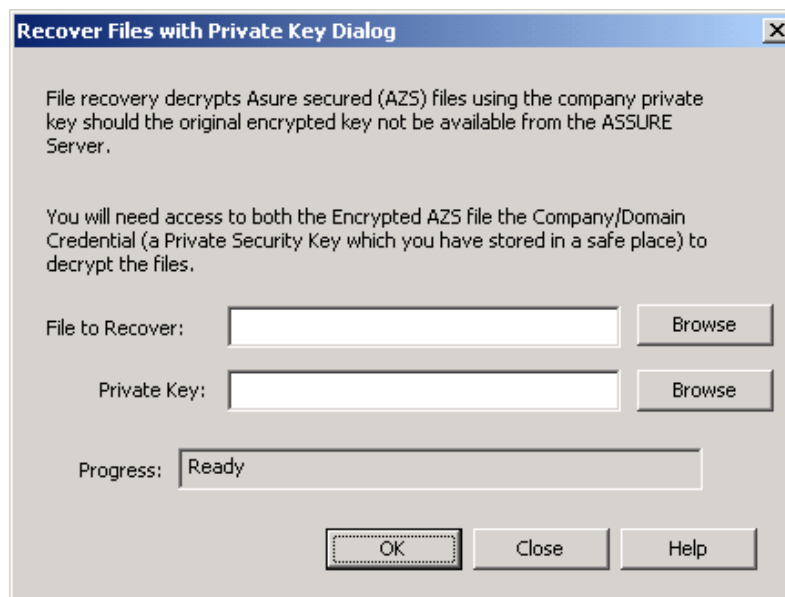 Recover Files with Private Key Dialog
File recovery decrypts Asure secured (AZS) files using the company private
key should the original encrypted key not be available from the ASSURE
Server.
You will need access to both the Encrypted AZS file the Company/Domain
Credential (a Private Security Key which you have stored in a safe place) to
decrypt the files.
File to Recover:
Browse
Private Key:
Browse
Progress: Ready
OK Close Help